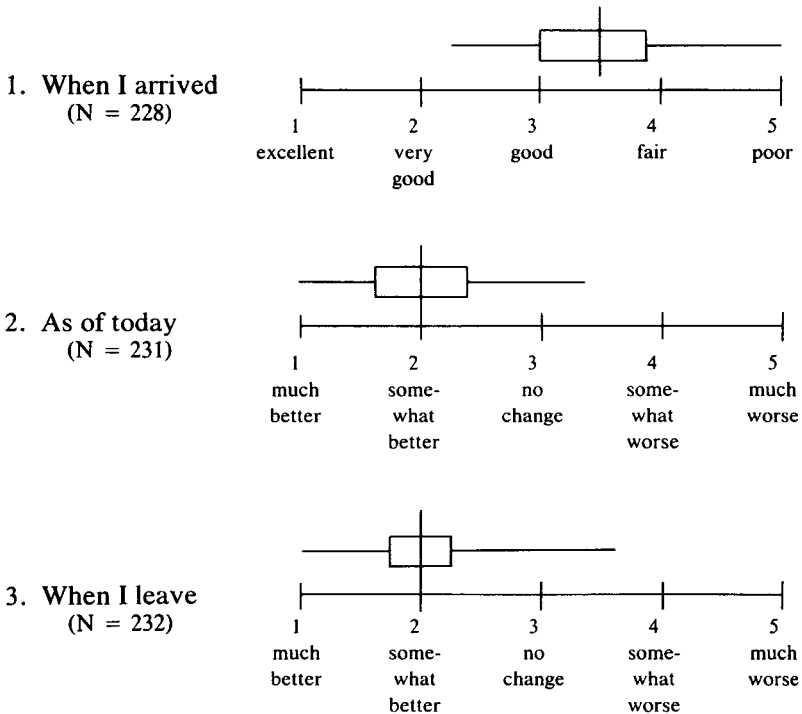 1. When I arrived
(N = 228)
1 2 3 4 5
excellent very good fair poor
good
2. As of today
(N = 231)
1 2 3 4 5
much some- no some- much
better what change what worse
better worse
3. When I leave
(N = 232)
1 2 3 4 5
much some- no some- much
better what change what worse
better worse